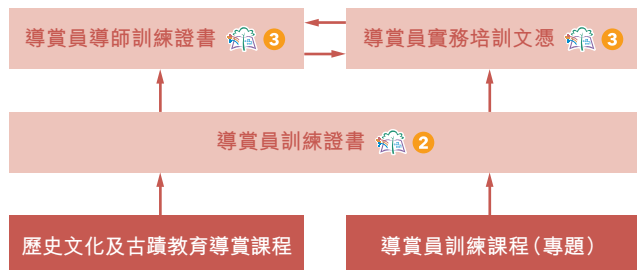 導賞員導師訓練證書 3
導賞員實務培訓文憑 3
導賞員訓練證書 2
歷史文化及古蹟教育導賞課程
導賞員訓練課程(專題)